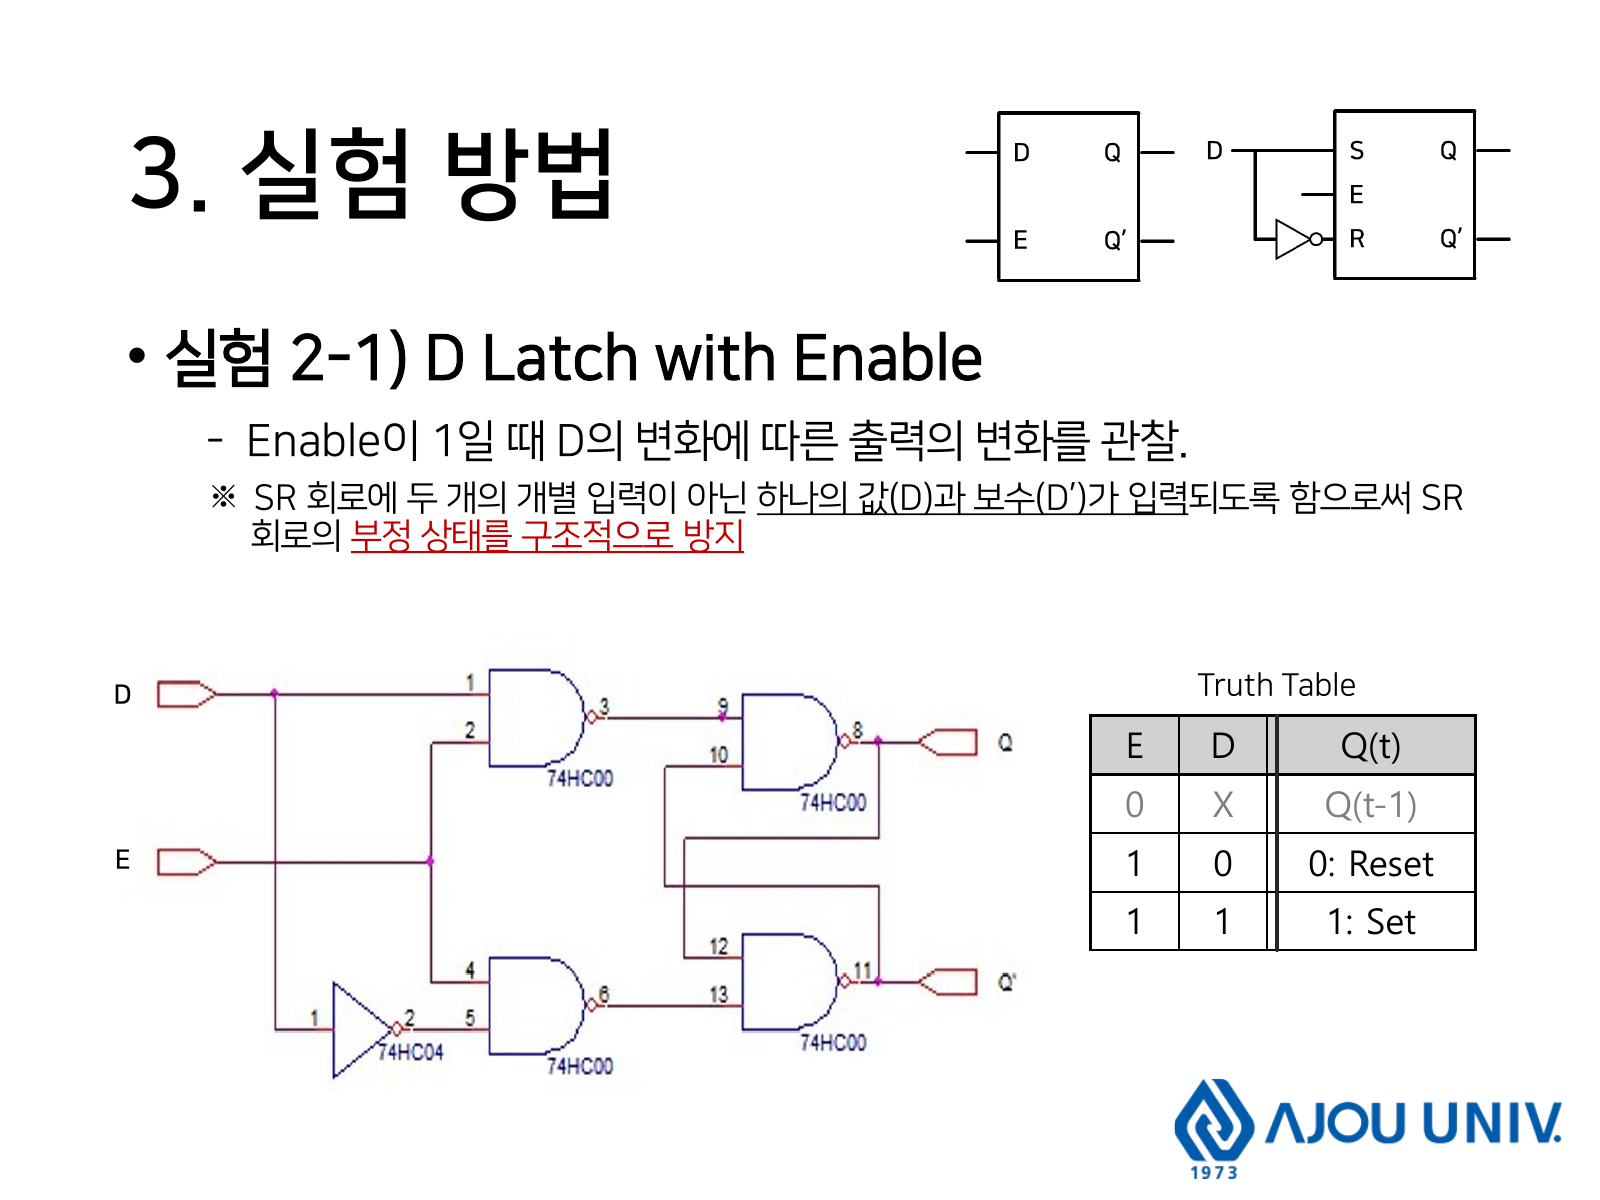 3. 실험 방법
D Q
E Q′
D S Q
E
R Q′
• 실험 2-1) D Latch with Enable
- Enable이 1일 때 D의 변화에 따른 출력의 변화를 관찰.
※ SR 회로에 두 개의 개별 입력이 아닌 하나의 값(D)과 보수(D′)가 입력되도록 함으로써 SR
회로의 부정 상태를 구조적으로 방지
D 1 3 9 8 Q
2 10
74HC00 74HC00
E
4 6 12 11 Q'
1 2 5 13
74HC04 74HC00 74HC00
Truth Table
E D Q(t)
0 X Q(t-1)
1 0 0: Reset
1 1 1: Set
AJOU UNIV.
1973